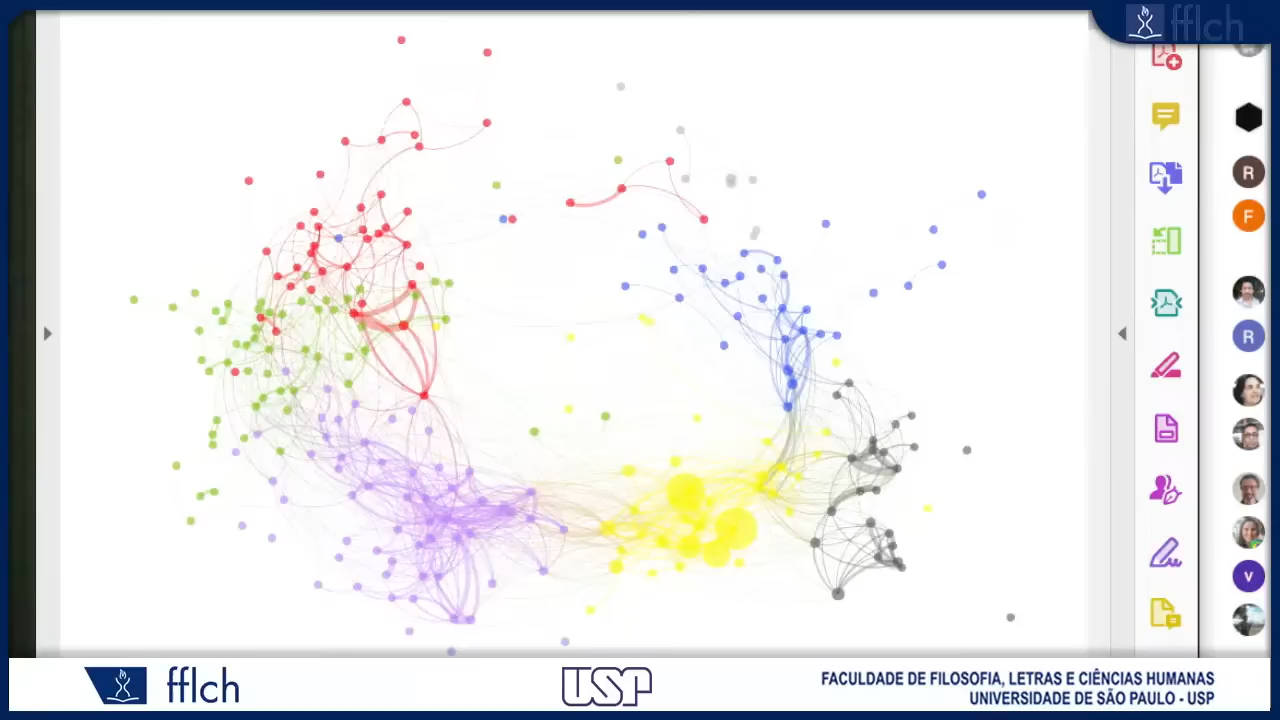 fflch
R
F
R
V
fflch
USP
FACULDADE DE FILOSOFIA, LETRAS E CIÊNCIAS HUMANAS
UNIVERSIDADE DE SÃO PAULO - USP